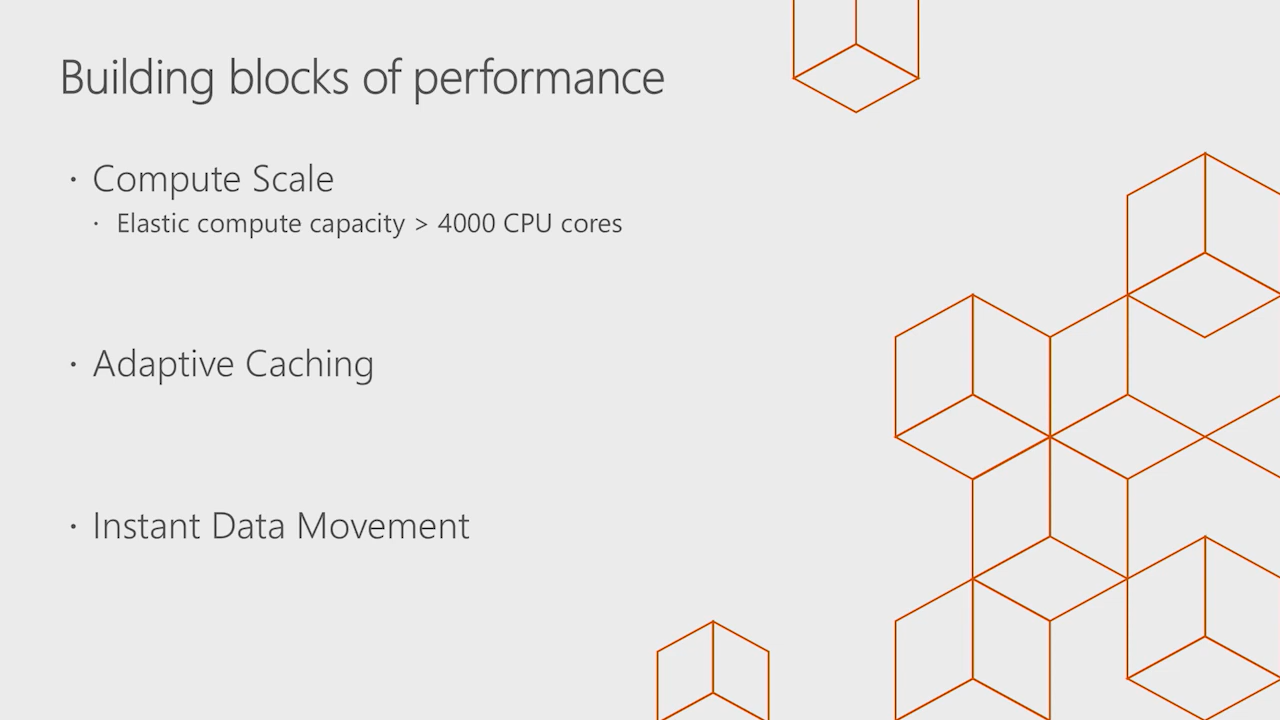 Building blocks of performance
· Compute Scale
· Elastic compute capacity > 4000 CPU cores
· Adaptive Caching
· Instant Data Movement